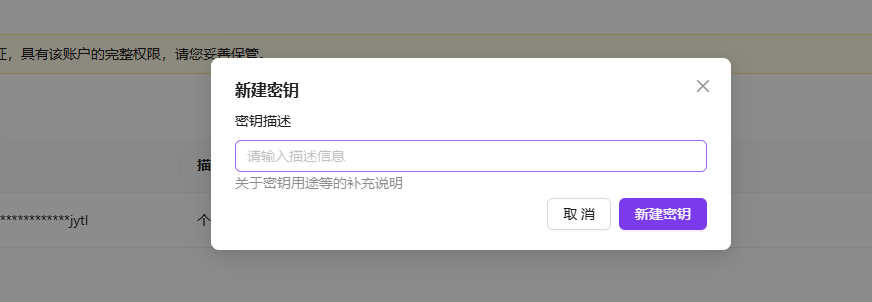 证，具有该账户的完整权限，请您妥善保管。
新建密钥
密钥描述
请输入描述信息
关于密钥用途等的补充说明
取 消
新建密钥
描
************jytl
个